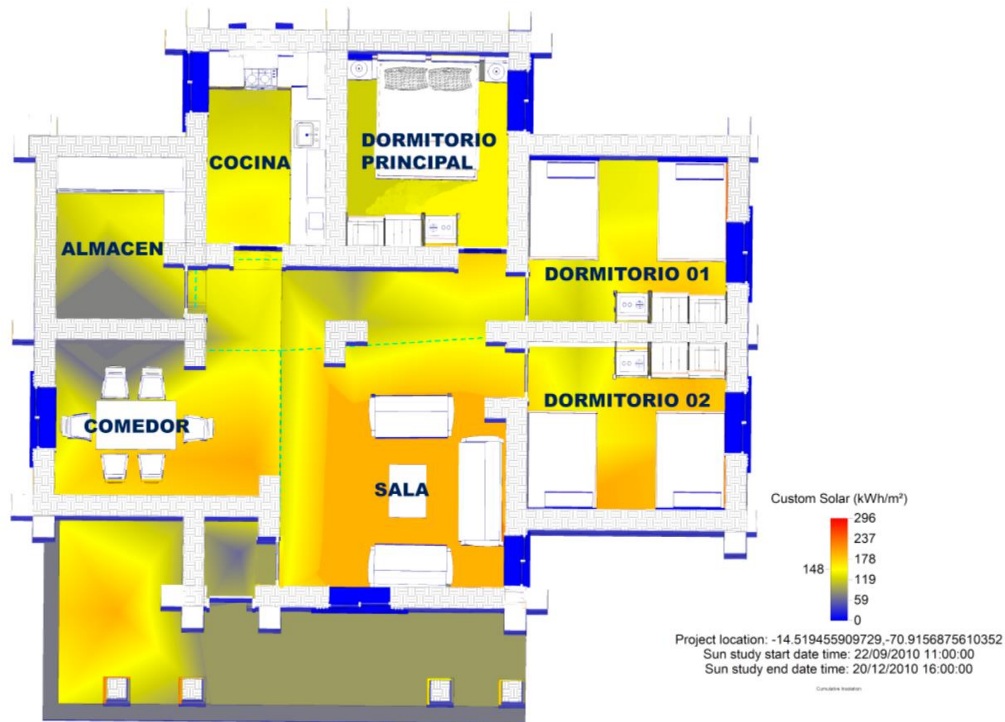 DORMITORIO
PRINCIPAL
COCINA
ALMACEN
DORMITORIO 01
DORMITORIO 02
COMEDOR
SALA
Custom Solar (kWh/m²)
296
237
178
148
119
59
0
Project location: -14.519455909729,-70.9156875610352
Sun study start date time: 22/09/2010 11:00:00
Sun study end date time: 20/12/2010 16:00:00
Cumulative Insolation